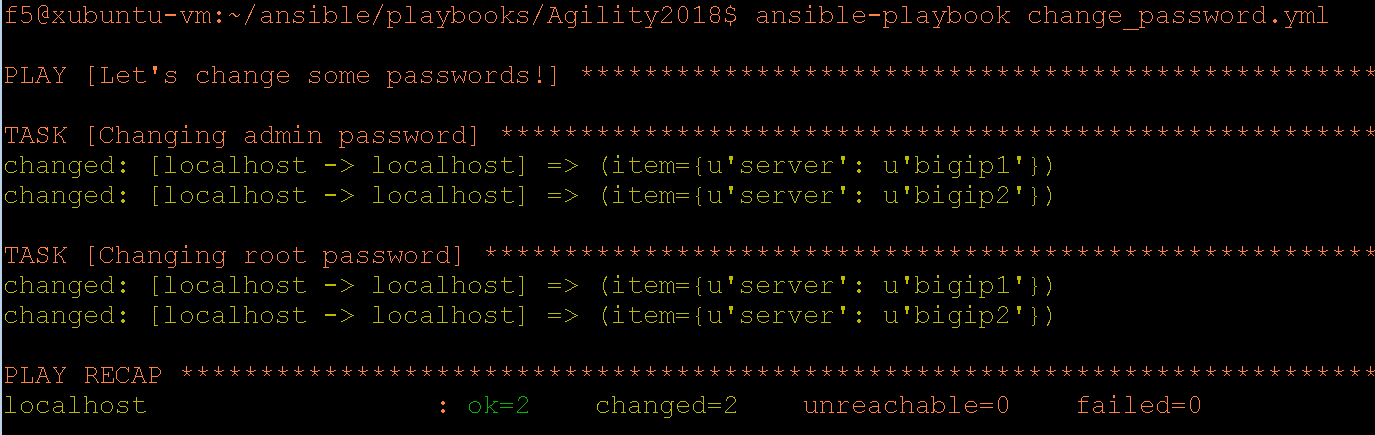 f5@xubuntu-vm:~/ansible/playbooks/Agility2018$ ansible-playbook change_password.yml
PLAY [Let's change some passwords!] **************************************************
TASK [Changing admin password] *******************************************************
changed: [localhost -> localhost] => (item={u'server': u'bigip1'})
changed: [localhost -> localhost] => (item={u'server': u'bigip2'})
TASK [Changing root password] ********************************************************
changed: [localhost -> localhost] => (item={u'server': u'bigip1'})
changed: [localhost -> localhost] => (item={u'server': u'bigip2'})
PLAY RECAP ***************************************************************************
localhost                  : ok=2    changed=2    unreachable=0    failed=0